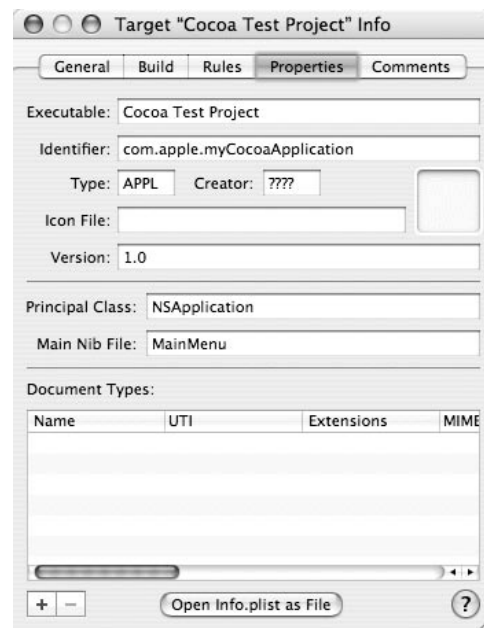 Target “Cocoa Test Project” Info
General Build Rules Properties Comments
Executable: Cocoa Test Project
Identifier: com.apple.myCocoaApplication
Type: APPL Creator: ????
Icon File:
Version: 1.0
Principal Class: NSApplication
Main Nib File: MainMenu
Document Types:
Name UTI Extensions MIME
+ − Open Info.plist as File ?